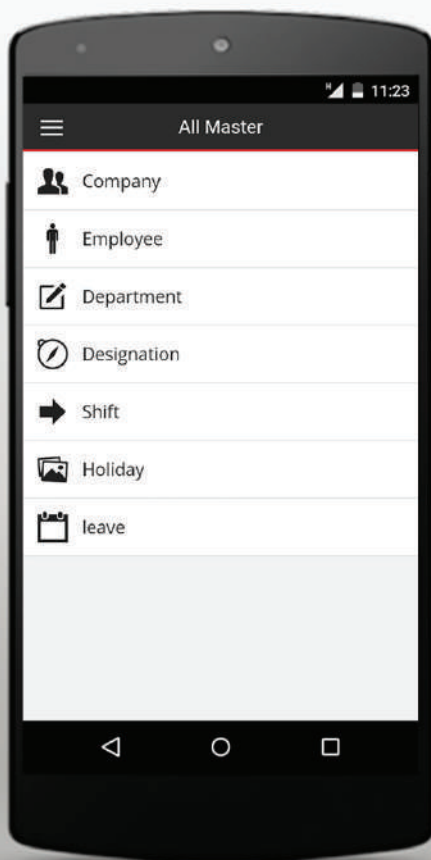 H 11:23
All Master
Company
Employee
Department
Designation
Shift
Holiday
leave